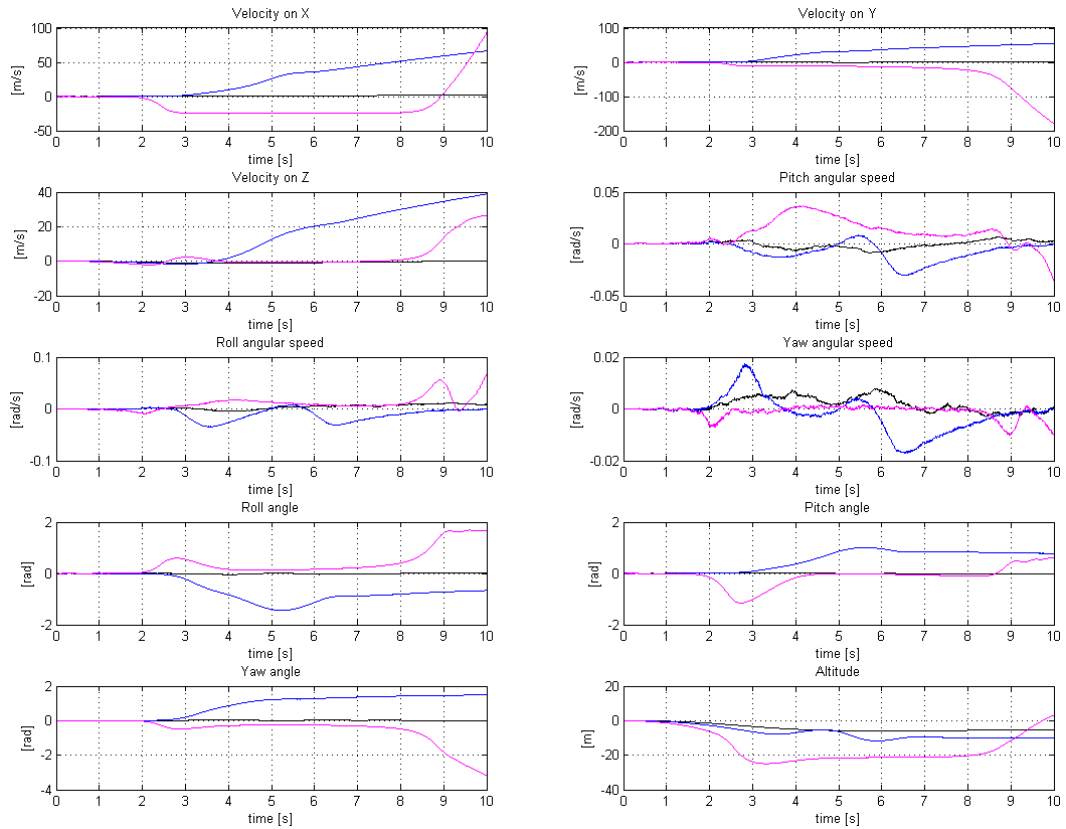 Velocity on X
100
50
0
-50
[m/s]
0 1 2 3 4 5 6 7 8 9 10
time [s]
Velocity on Y
100
0
-100
-200
[m/s]
0 1 2 3 4 5 6 7 8 9 10
time [s]
Velocity on Z
40
20
0
-20
[m/s]
0 1 2 3 4 5 6 7 8 9 10
time [s]
Pitch angular speed
0.05
0
-0.05
[rad/s]
0 1 2 3 4 5 6 7 8 9 10
time [s]
Roll angular speed
0.1
0
-0.1
[rad/s]
0 1 2 3 4 5 6 7 8 9 10
time [s]
Yaw angular speed
0.02
0
-0.02
[rad/s]
0 1 2 3 4 5 6 7 8 9 10
time [s]
Roll angle
2
0
-2
[rad]
0 1 2 3 4 5 6 7 8 9 10
time [s]
Pitch angle
2
0
-2
[rad]
0 1 2 3 4 5 6 7 8 9 10
time [s]
Yaw angle
2
0
-2
-4
[rad]
0 1 2 3 4 5 6 7 8 9 10
time [s]
Altitude
20
0
-20
-40
[m]
0 1 2 3 4 5 6 7 8 9 10
time [s]